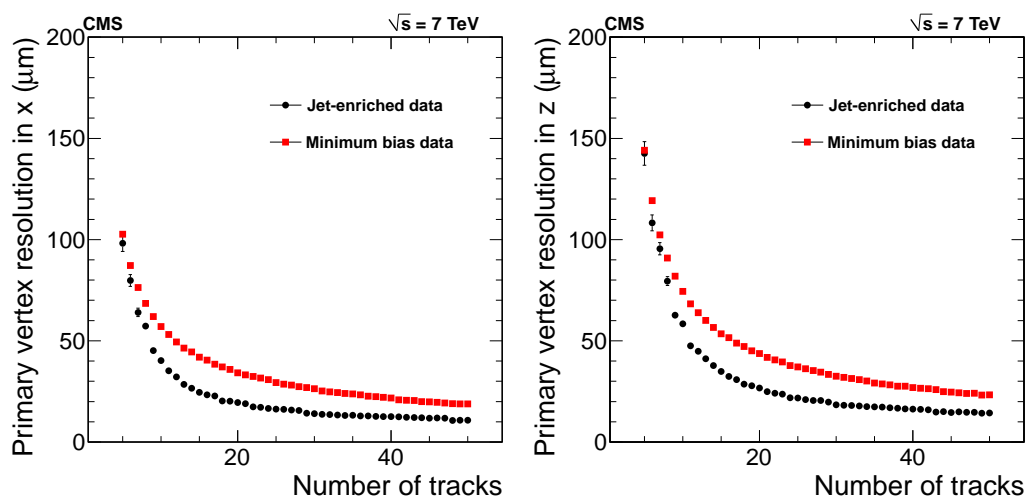 CMS
√s = 7 TeV
200
150
100
50
0
Primary vertex resolution in x (μm)
Jet-enriched data
Minimum bias data
20
40
Number of tracks
CMS
√s = 7 TeV
200
150
100
50
0
Primary vertex resolution in z (μm)
Jet-enriched data
Minimum bias data
20
40
Number of tracks